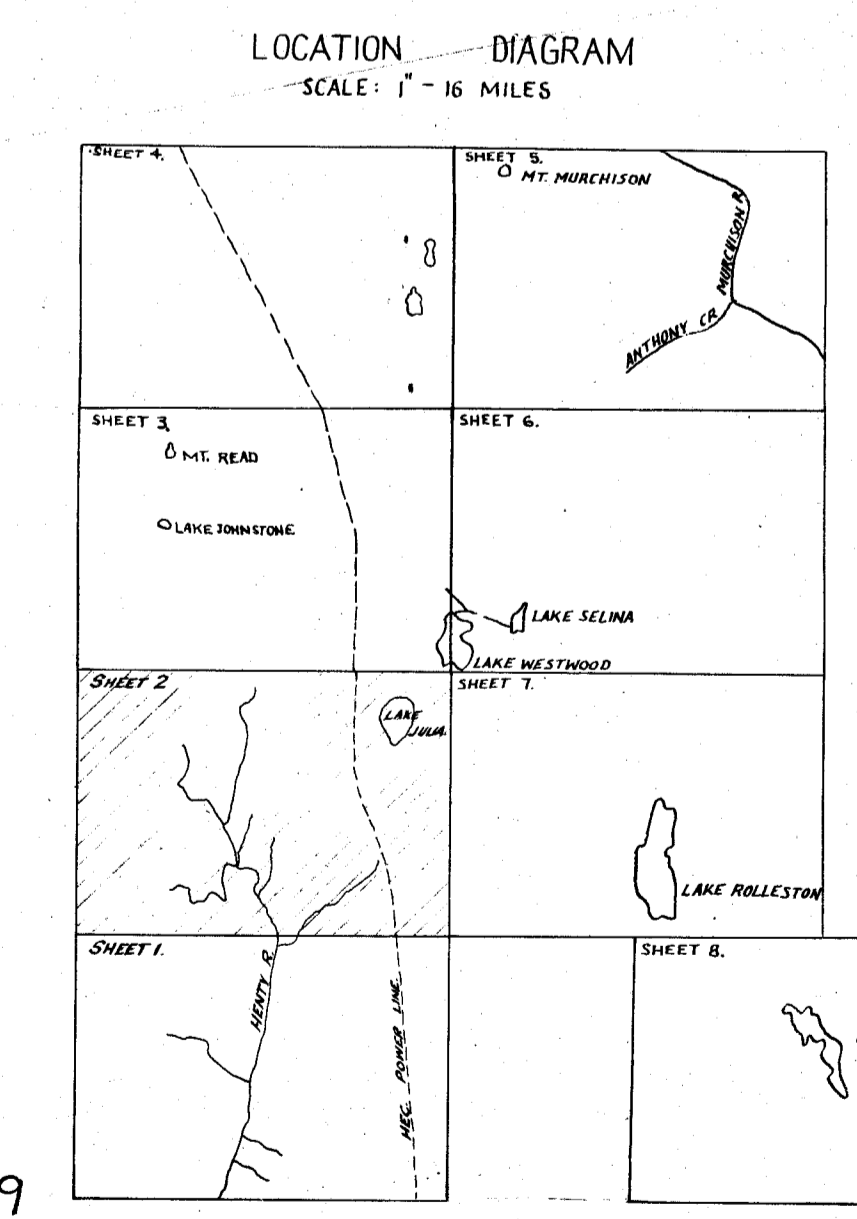 LOCATION DIAGRAM
SCALE: 1" - 16 MILES
SHEET 4.
SHEET 5.
MT. MURCHISON
MURCHISON R
ANTHONY CR
SHEET 3.
MT. READ
LAKE JOHNSTONE
SHEET 6.
LAKE SELINA
LAKE WESTWOOD
SHEET 2
LAKE
JULIA.
SHEET 7.
LAKE ROLLESTON
SHEET 1.
HENTY R.
HEC. POWER LINE.
SHEET 8.
9